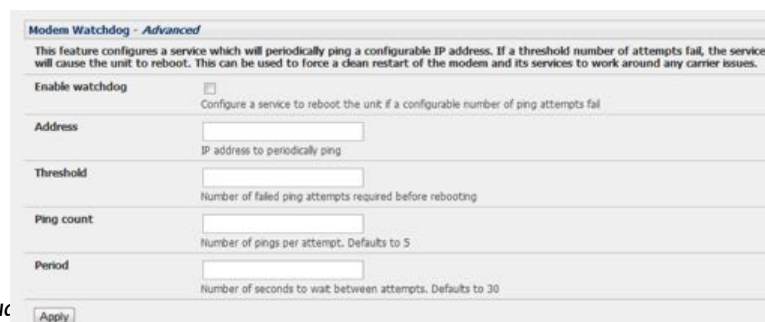 Modem Watchdog - Advanced
This feature configures a service which will periodically ping a configurable IP address. If a threshold number of attempts fail, the service
will cause the unit to reboot. This can be used to force a clean restart of the modem and its services to work around any carrier issues.
Enable watchdog
Configure a service to reboot the unit if a configurable number of ping attempts fail
Address
IP address to periodically ping
Threshold
Number of failed ping attempts required before rebooting
Ping count
Number of pings per attempt. Defaults to 5
Period
Number of seconds to wait between attempts. Defaults to 30
Apply